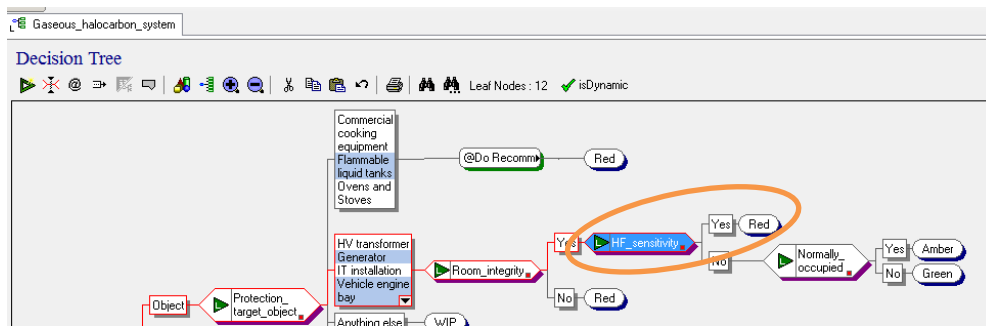 Gaseous_halocarbon_system
Decision Tree
Leaf Nodes : 12 isDynamic
Commercial
cooking
equipment
Flammable
liquid tanks
Ovens and
Stoves
@Do Recomm
Red
HV transformer
Generator
IT installation
Vehicle engine
bay
Object
Protection_
target_object
Room_integrity
Yes
HF_sensitivity
Yes
Red
No
Normally_
occupied
Yes
Amber
No
Green
No
Red
Anything else
WIP